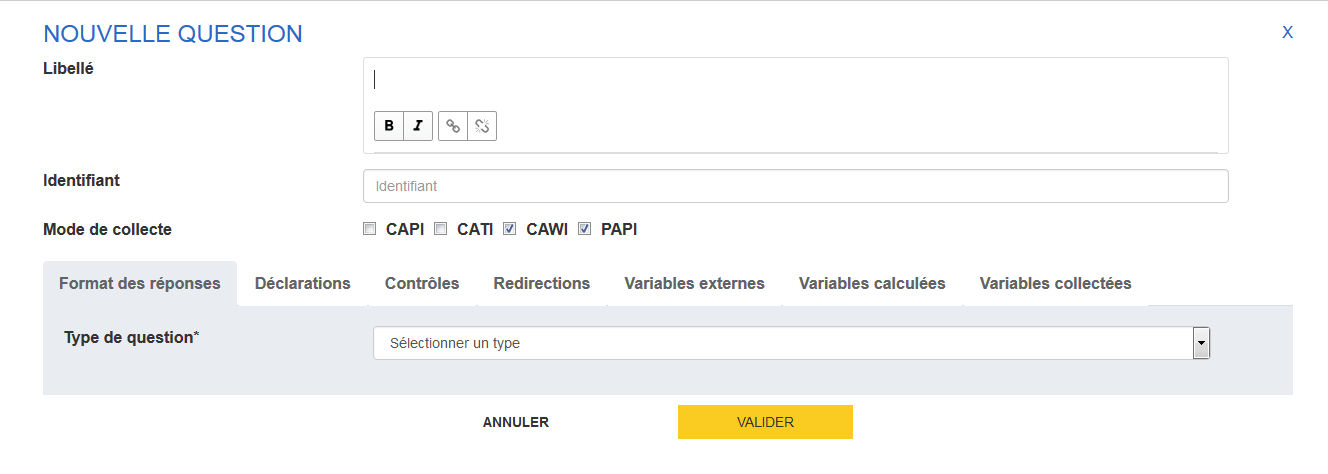 NOUVELLE QUESTION X
Libellé
B I
Identifiant Identifiant
Mode de collecte CAPI CATI CAWI PAPI
Format des réponses Déclarations Contrôles Redirections Variables externes Variables calculées Variables collectées
Type de question* Sélectionner un type
ANNULER VALIDER